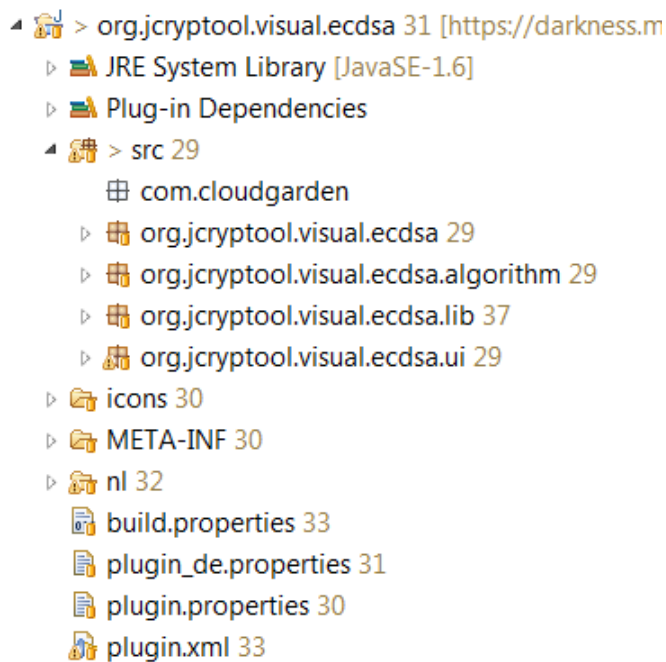 > org.jcryptool.visual.ecdsa 31 [https://darkness.m
JRE System Library [JavaSE-1.6]
Plug-in Dependencies
> src 29
com.cloudgarden
org.jcryptool.visual.ecdsa 29
org.jcryptool.visual.ecdsa.algorithm 29
org.jcryptool.visual.ecdsa.lib 37
org.jcryptool.visual.ecdsa.ui 29
icons 30
META-INF 30
nl 32
build.properties 33
plugin_de.properties 31
plugin.properties 30
plugin.xml 33